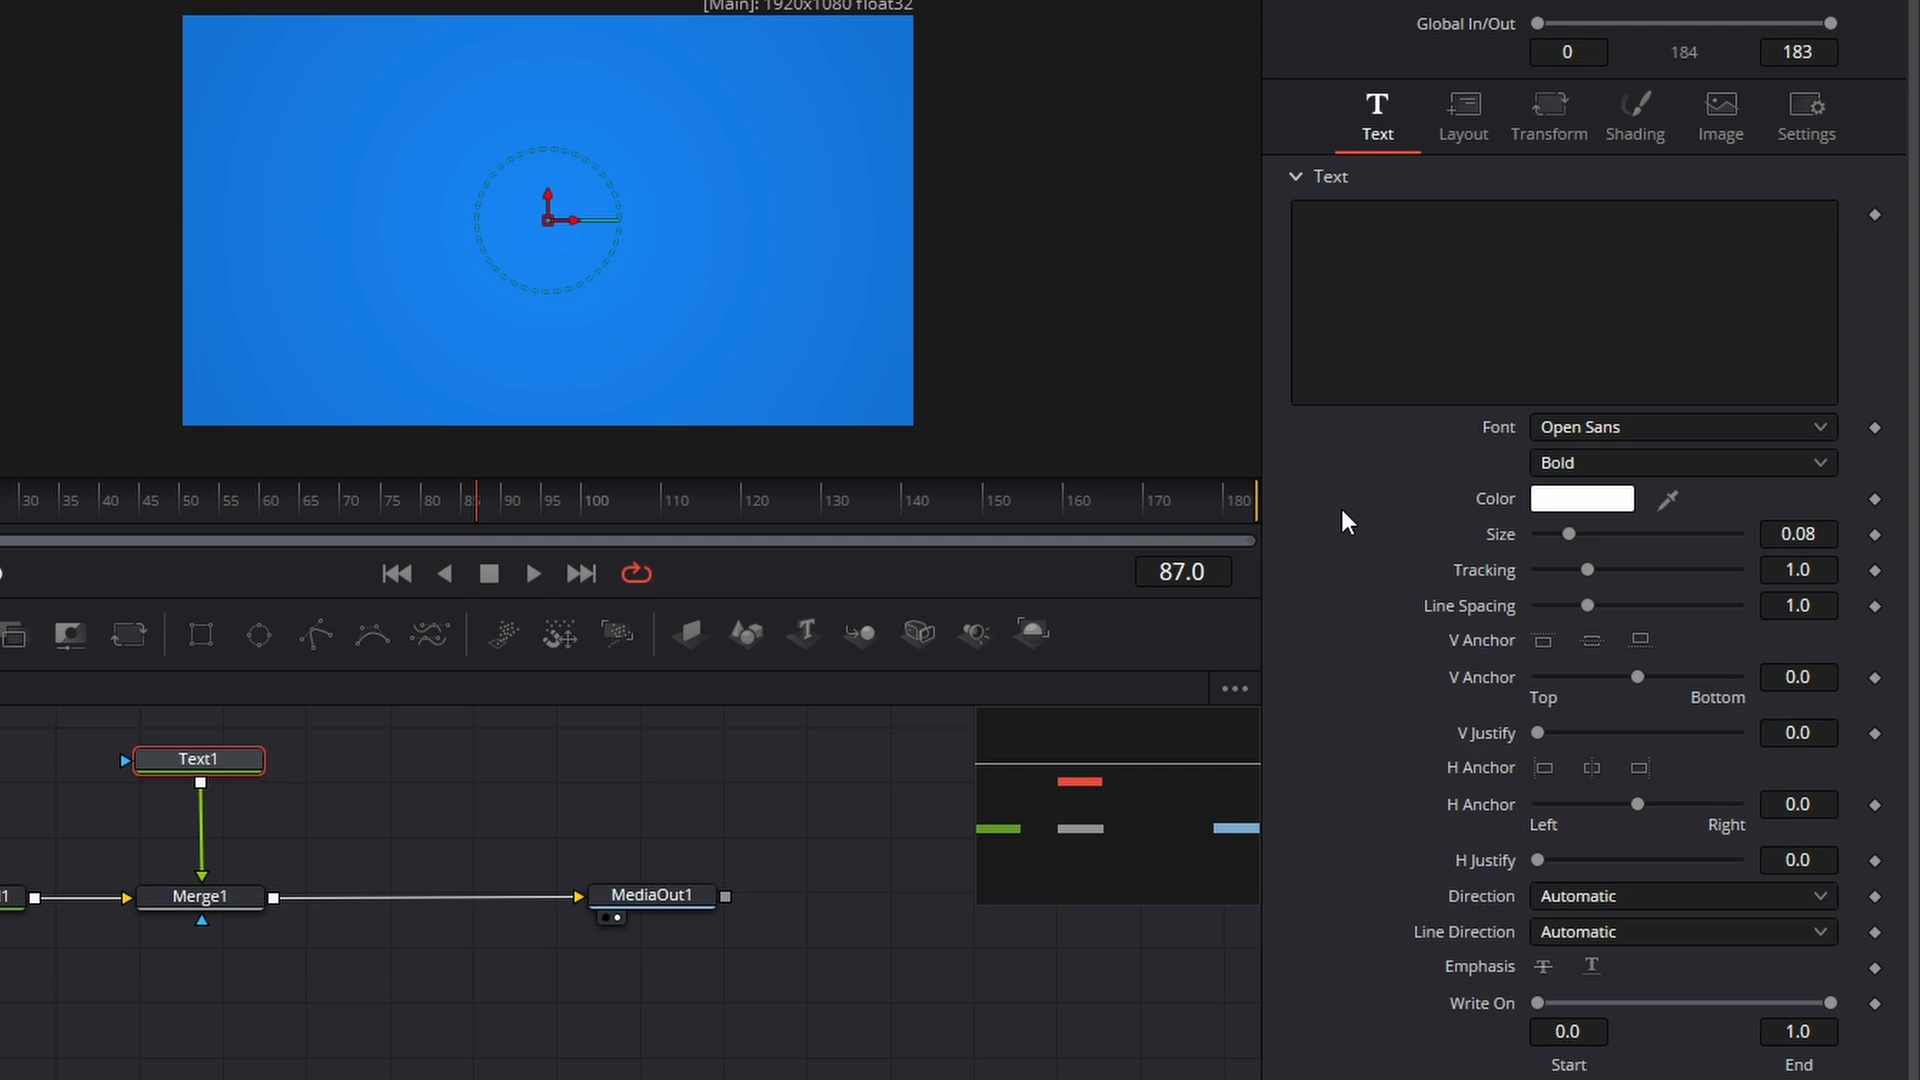 [Main]: 1920x1080 float32
Global In/Out
0 184 183
Text Layout Transform Shading Image Settings
Text
Font Open Sans
Bold
Color
Size 0.08
Tracking 1.0
Line Spacing 1.0
V Anchor
V Anchor 0.0
Top Bottom
V Justify 0.0
H Anchor
H Anchor 0.0
Left Right
H Justify 0.0
Direction Automatic
Line Direction Automatic
Emphasis
Write On
0.0 1.0
Start End
30 35 40 45 50 55 60 65 70 75 80 85 90 95 100 110 120 130 140 150 160 170 180
87.0
Text1
Merge1
MediaOut1